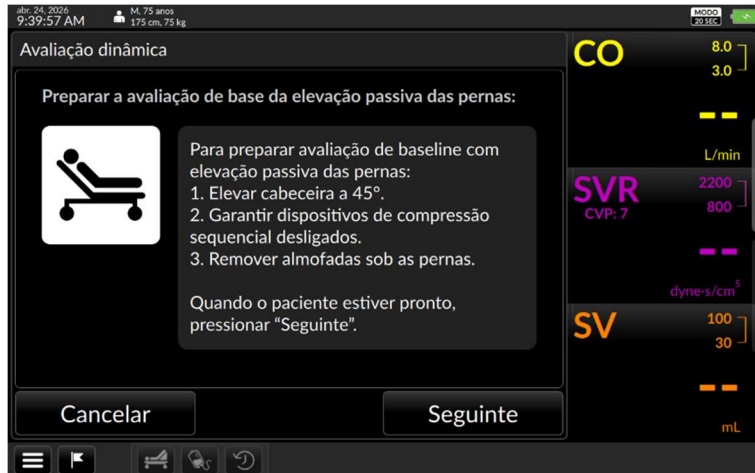 abr. 24, 2026
9:39:57 AM
M, 75 anos
175 cm, 75 kg
MODO
20 SEC
Avaliação dinâmica
Preparar a avaliação de base da elevação passiva das pernas:
Para preparar avaliação de baseline com
elevação passiva das pernas:
1. Elevar cabeceira a 45°.
2. Garantir dispositivos de compressão
sequencial desligados.
3. Remover almofadas sob as pernas.
Quando o paciente estiver pronto,
pressionar “Seguinte”.
Cancelar
Seguinte
CO
8.0
3.0
--
L/min
SVR
CVP: 7
2200
800
--
dyne-s/cm⁵
SV
100
30
--
mL